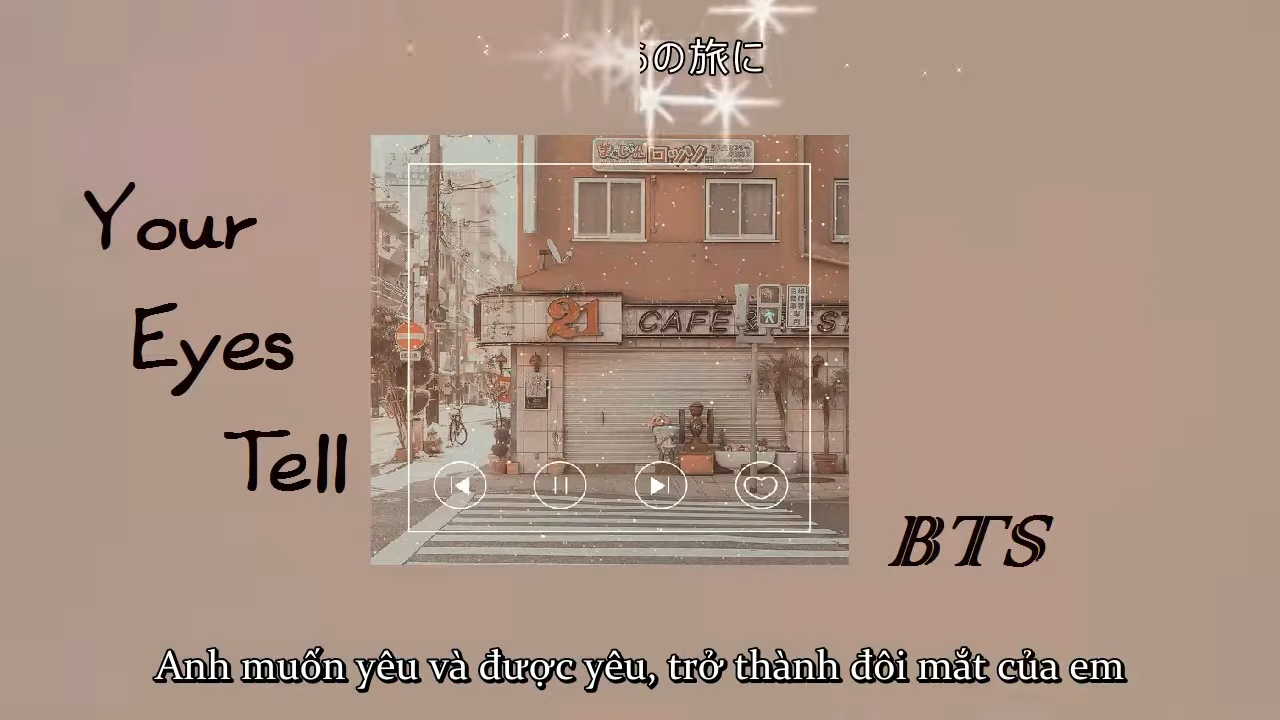 の旅に
Your
Eyes
Tell
21
CAFE &
BTS
Anh muốn yêu và được yêu, trở thành đôi mắt của em